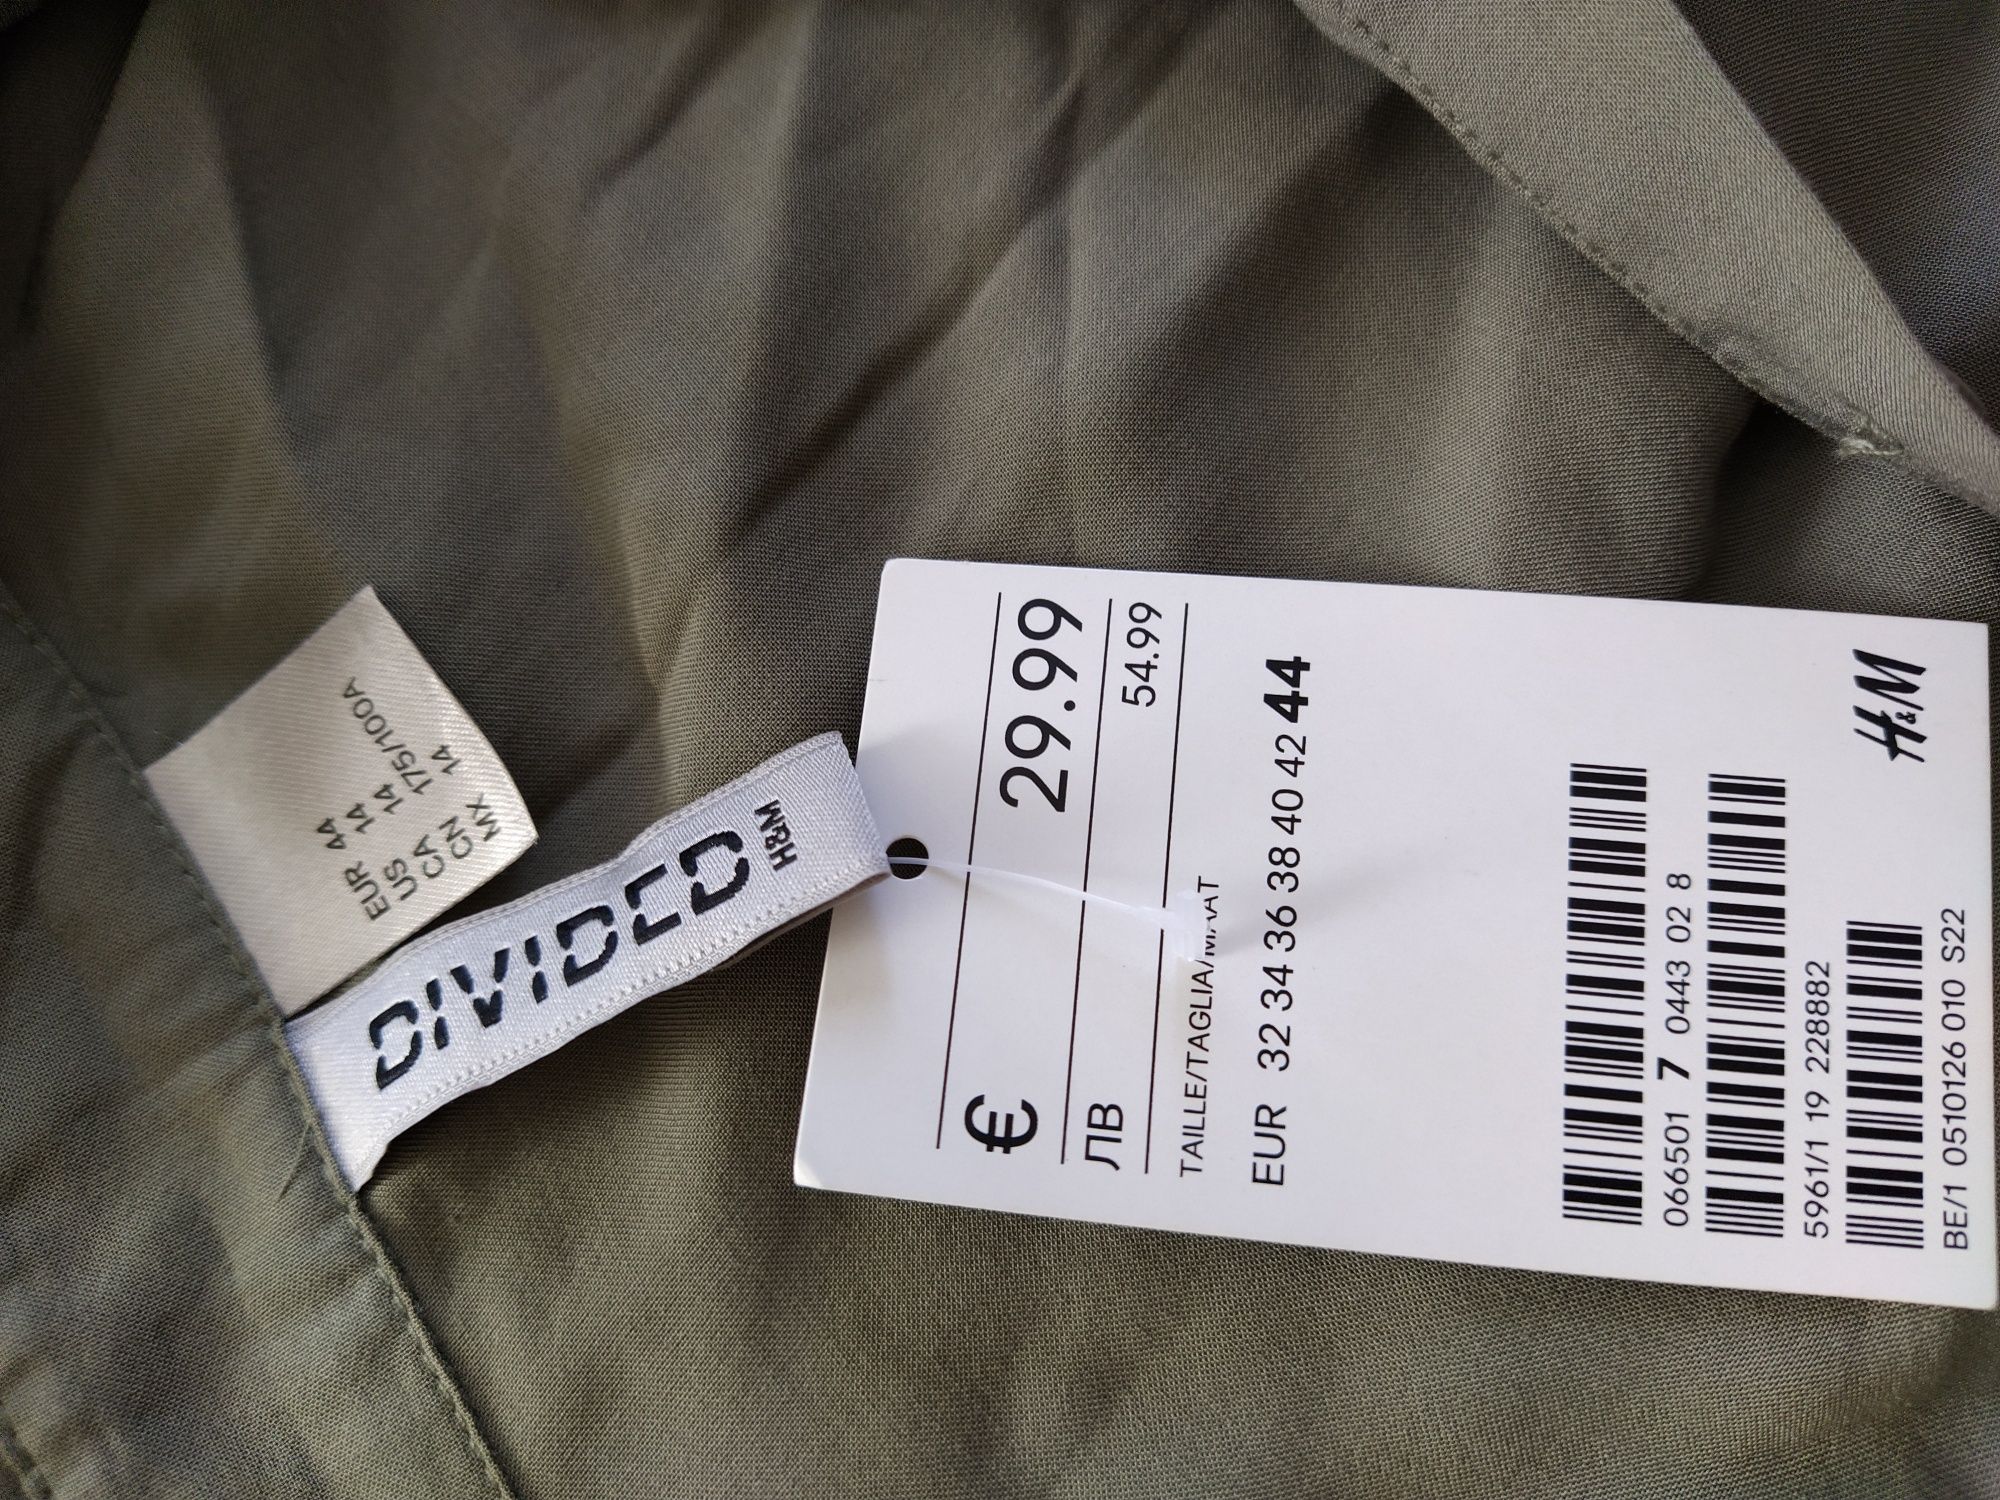 EUR 44
US 14
CA 14
CN 175/100A
MX 14
DIVIDED
H&M
€ 29.99
ЛВ 54.99
TAILLE/TAGLIA/MAAT
EUR 32 34 36 38 40 42 44
066501 7 0443 02 8
5961/1 19 228882
BE/1 0510126 010 S22
H&M